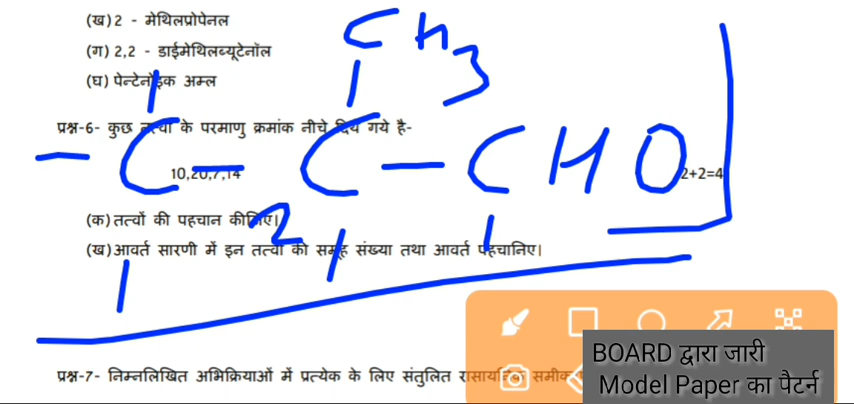 (ख) 2 - मेथिलप्रोपेनल
(ग) 2,2 - डाईमेथिलब्यूटेनॉल
(घ) पेन्टेनोइक अम्ल
CH3
प्रश्न-6- कुछ तत्वों के परमाणु क्रमांक नीचे दिये गये है-
- C - C - CHO
10,20,7,14
2+2=4
(क) तत्वों की पहचान कीजिए।
2 1
(ख) आवर्त सारणी में इन तत्वों की समूह संख्या तथा आवर्त पहचानिए।
प्रश्न-7- निम्नलिखित अभिक्रियाओं में प्रत्येक के लिए संतुलित रासायनिक समीक
BOARD द्वारा जारी
Model Paper का पैटर्न